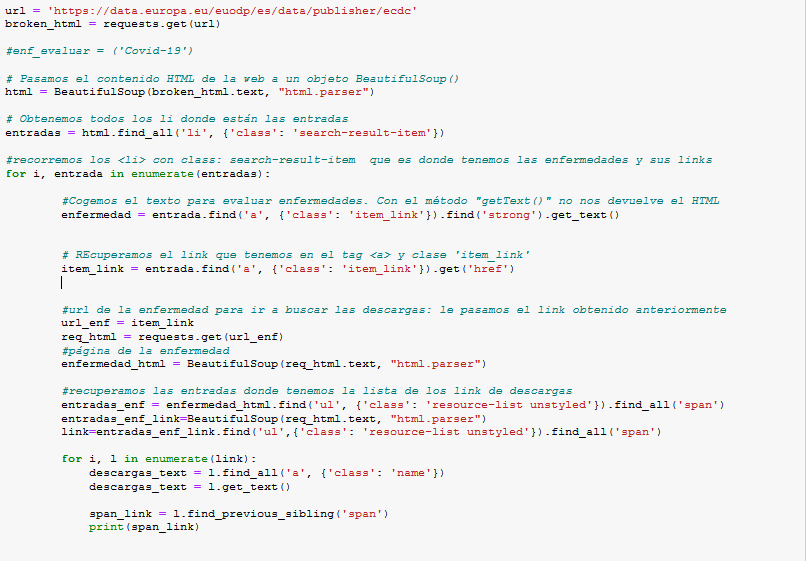 url = 'https://data.europa.eu/euodp/es/data/publisher/ecdc'
broken_html = requests.get(url)
#enf_evaluar = ('Covid-19')
# Pasamos el contenido HTML de la web a un objeto BeautifulSoup()
html = BeautifulSoup(broken_html.text, "html.parser")
# Obtenemos todos los li donde están las entradas
entradas = html.find_all('li', {'class': 'search-result-item'})
#recorremos los <li> con class: search-result-item  que es donde tenemos las enfermedades y sus links
for i, entrada in enumerate(entradas):
        #Cogemos el texto para evaluar enfermedades. Con el método "getText()" no nos devuelve el HTML
        enfermedad = entrada.find('a', {'class': 'item_link'}).find('strong').get_text()
        # REcuperamos el link que tenemos en el tag <a> y clase 'item_link'
        item_link = entrada.find('a', {'class': 'item_link'}).get('href')
        #url de la enfermedad para ir a buscar las descargas: le pasamos el link obtenido anteriormente
        url_enf = item_link
        req_html = requests.get(url_enf)
        #página de la enfermedad
        enfermedad_html = BeautifulSoup(req_html.text, "html.parser")
        #recuperamos las entradas donde tenemos la lista de los link de descargas
        entradas_enf = enfermedad_html.find('ul', {'class': 'resource-list unstyled'}).find_all('span')
        entradas_enf_link=BeautifulSoup(req_html.text, "html.parser")
        link=entradas_enf_link.find('ul',{'class': 'resource-list unstyled'}).find_all('span')
        for i, l in enumerate(link):
            descargas_text = l.find_all('a', {'class': 'name'})
            descargas_text = l.get_text()
            span_link = l.find_previous_sibling('span')
            print(span_link)